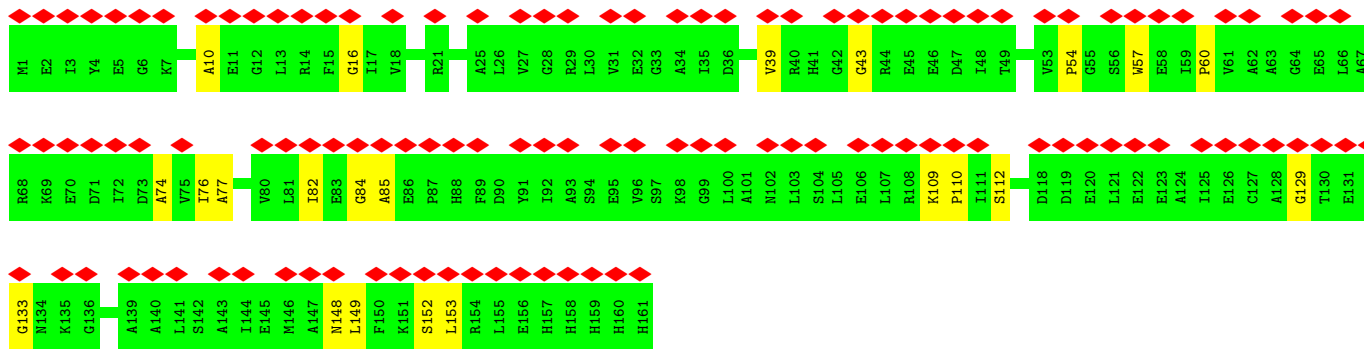 M1 E2 I3 Y4 E5 G6 K7 A10 E11 G12 L13 R14 F15 G16 I17 V18 R21 A25 L26 V27 G28 R29 L30 V31 E32 G33 A34 I35 D36 V39 R40 H41 G42 G43 R44 E45 E46 D47 I48 T49 V53 P54 G55 S56 W57 E58 I59 P60 V61 A62 A63 G64 E65 L66 A67
R68 K69 E70 D71 I72 D73 A74 V75 I76 A77 V80 L81 I82 E83 G84 A85 E86 P87 H88 F89 D90 Y91 I92 A93 S94 E95 V96 S97 K98 G99 L100 A101 N102 L103 S104 L105 E106 L107 R108 K109 P110 I111 S112 D118 D119 E120 L121 E122 E123 A124 I125 E126 C127 A128 G129 T130 E131
G133 N134 K135 G136 A139 A140 L141 S142 A143 I144 E145 M146 A147 N148 L149 F150 K151 S152 L153 R154 L155 E156 H157 H158 H159 H160 H161